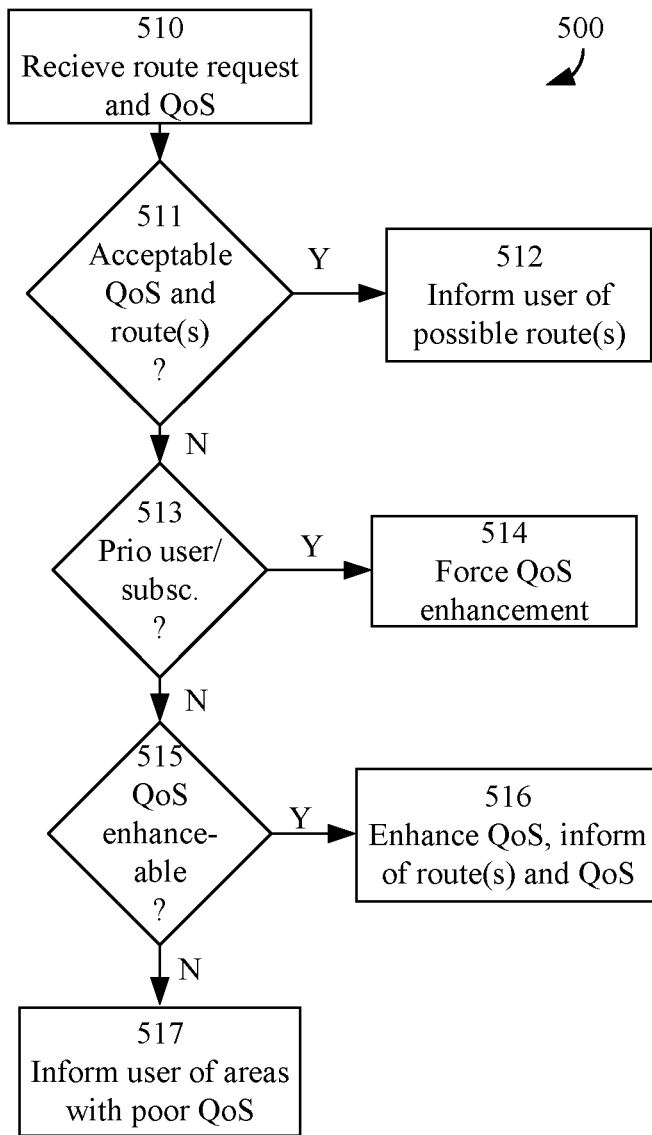 510
500
Recieve route request
and QoS
511
Acceptable
QoS and
route(s)
?
Y
512
Inform user of
possible route(s)
N
513
Prio user/
subsc.
?
Y
514
Force QoS
enhancement
N
515
QoS
enhance-
able
?
Y
516
Enhance QoS, inform
of route(s) and QoS
N
517
Inform user of areas
with poor QoS